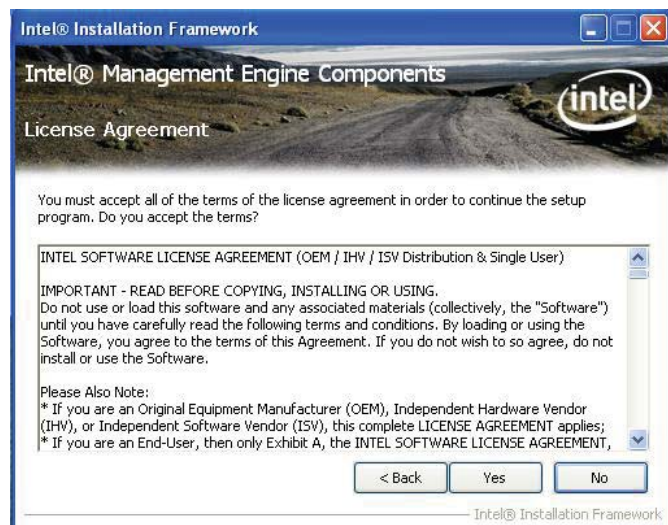 Intel® Installation Framework
Intel® Management Engine Components
intel
License Agreement
You must accept all of the terms of the license agreement in order to continue the setup
program. Do you accept the terms?
INTEL SOFTWARE LICENSE AGREEMENT (OEM / IHV / ISV Distribution & Single User)
IMPORTANT - READ BEFORE COPYING, INSTALLING OR USING.
Do not use or load this software and any associated materials (collectively, the "Software")
until you have carefully read the following terms and conditions. By loading or using the
Software, you agree to the terms of this Agreement. If you do not wish to so agree, do not
install or use the Software.
Please Also Note:
* If you are an Original Equipment Manufacturer (OEM), Independent Hardware Vendor
(IHV), or Independent Software Vendor (ISV), this complete LICENSE AGREEMENT applies;
* If you are an End-User, then only Exhibit A, the INTEL SOFTWARE LICENSE AGREEMENT,
< Back
Yes
No
Intel® Installation Framework